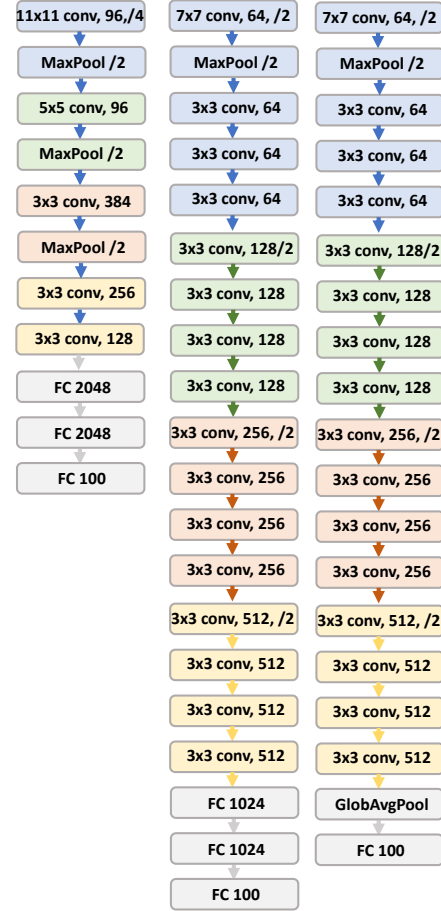 11x11 conv, 96,/4
MaxPool /2
5x5 conv, 96
MaxPool /2
3x3 conv, 384
MaxPool /2
3x3 conv, 256
3x3 conv, 128
FC 2048
FC 2048
FC 100
7x7 conv, 64, /2
MaxPool /2
3x3 conv, 64
3x3 conv, 64
3x3 conv, 64
3x3 conv, 128/2
3x3 conv, 128
3x3 conv, 128
3x3 conv, 128
3x3 conv, 256, /2
3x3 conv, 256
3x3 conv, 256
3x3 conv, 256
3x3 conv, 512, /2
3x3 conv, 512
3x3 conv, 512
3x3 conv, 512
FC 1024
FC 1024
FC 100
7x7 conv, 64, /2
MaxPool /2
3x3 conv, 64
3x3 conv, 64
3x3 conv, 64
3x3 conv, 128/2
3x3 conv, 128
3x3 conv, 128
3x3 conv, 128
3x3 conv, 256, /2
3x3 conv, 256
3x3 conv, 256
3x3 conv, 256
3x3 conv, 512, /2
3x3 conv, 512
3x3 conv, 512
3x3 conv, 512
GlobAvgPool
FC 100